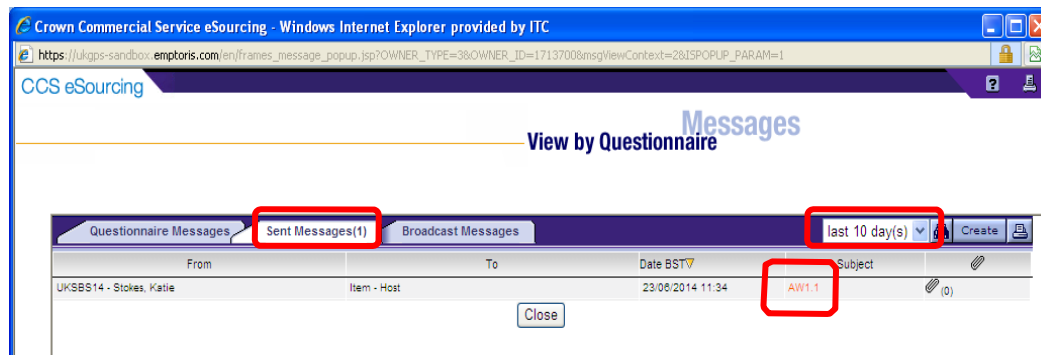 Crown Commercial Service eSourcing - Windows Internet Explorer provided by ITC
https://ukgps-sandbox.emptoris.com/en/frames_message_popup.jsp?OWNER_TYPE=3&OWNER_ID=1713700&msgViewContext=2&ISPOPUP_PARAM=1
CCS eSourcing
Messages
View by Questionnaire
Questionnaire Messages Sent Messages(1) Broadcast Messages last 10 day(s) Create
From To Date BST Subject
UKSBS14 - Stokes, Katie Item - Host 23/06/2014 11:34 AW1.1 (0)
Close